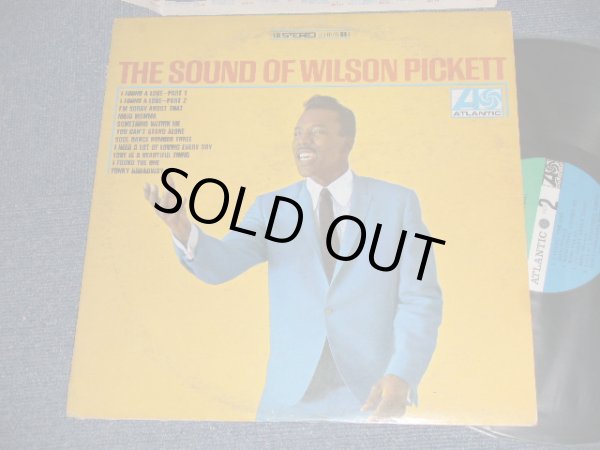 STEREO
THE SOUND OF WILSON PICKETT
I FOUND A LOVE-PART 1
I FOUND A LOVE-PART 2
I'M SORRY ABOUT THAT
MOJO MAMMA
SOMETHING WITHIN ME
YOU CAN'T STAND ALONE
SOUL DANCE NUMBER THREE
I NEED A LOT OF LOVING EVERY DAY
LOVE IS A BEAUTIFUL THING
I FOUND THE ONE
FUNKY BROADWAY
ATLANTIC
SOLD OUT
ATLANTIC
2